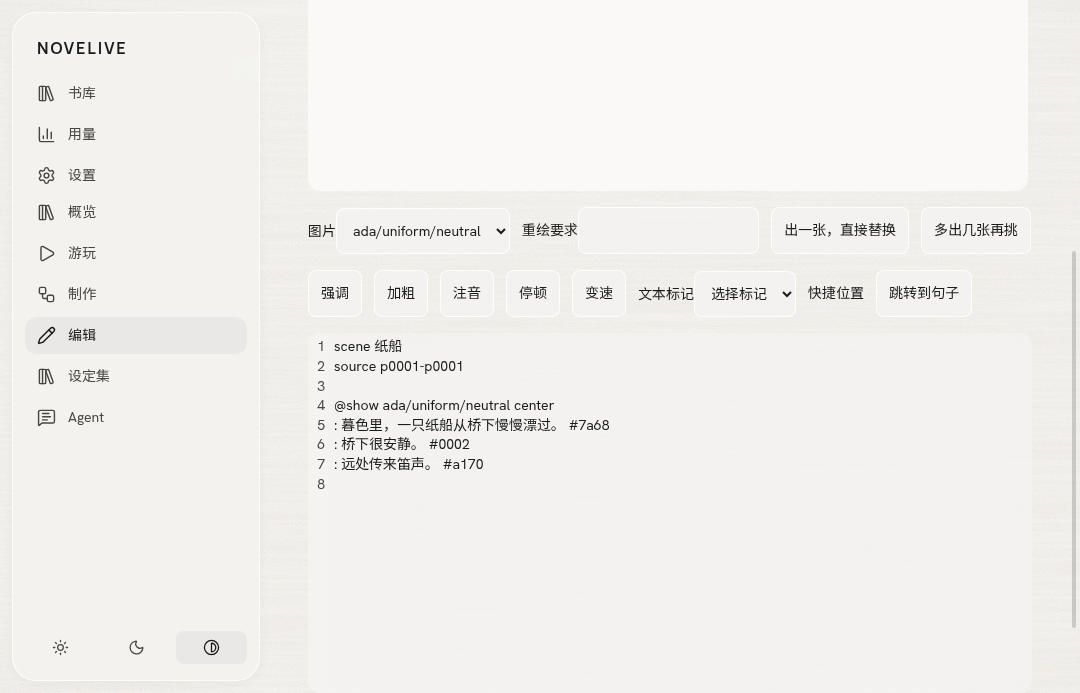 NOVELIVE
书库
用量
设置
概览
游玩
制作
编辑
设定集
Agent
图片 ada/uniform/neutral 重绘要求 出一张，直接替换 多出几张再挑
强调 加粗 注音 停顿 变速 文本标记 选择标记 快捷位置 跳转到句子
1 scene 纸船
2 source p0001-p0001
3
4 @show ada/uniform/neutral center
5 : 暮色里，一只纸船从桥下慢慢漂过。 #7a68
6 : 桥下很安静。 #0002
7 : 远处传来笛声。 #a170
8